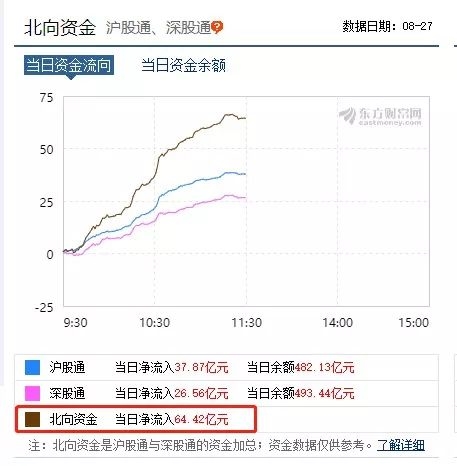 北向资金 沪股通、深股通? 数据日期：08-27
当日资金流向 当日资金余额
75
东方财富网
eastmoney.com
50
25
0
-25
9:30 10:30 11:30 14:00 15:00
沪股通 当日净流入37.87亿元 当日余额482.13亿元
深股通 当日净流入26.56亿元 当日余额493.44亿元
北向资金 当日净流入64.42亿元
注：北向资金是沪股通与深股通的资金加总；资金数据仅供参考。 了解详细